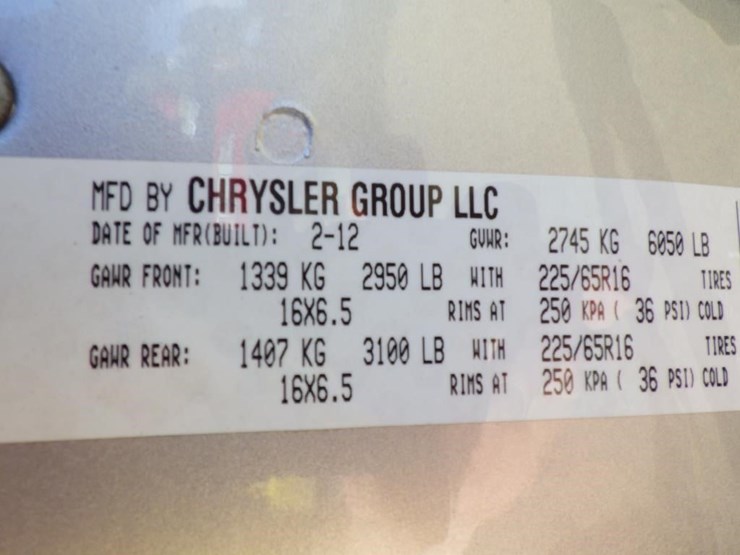 MFD BY CHRYSLER GROUP LLC
DATE OF MFR(BUILT): 2-12 GVWR: 2745 KG 6050 LB
GAWR FRONT: 1339 KG 2950 LB WITH 225/65R16 TIRES
16X6.5 RIMS AT 250 KPA ( 36 PSI) COLD
GAWR REAR: 1407 KG 3100 LB WITH 225/65R16 TIRES
16X6.5 RIMS AT 250 KPA ( 36 PSI) COLD